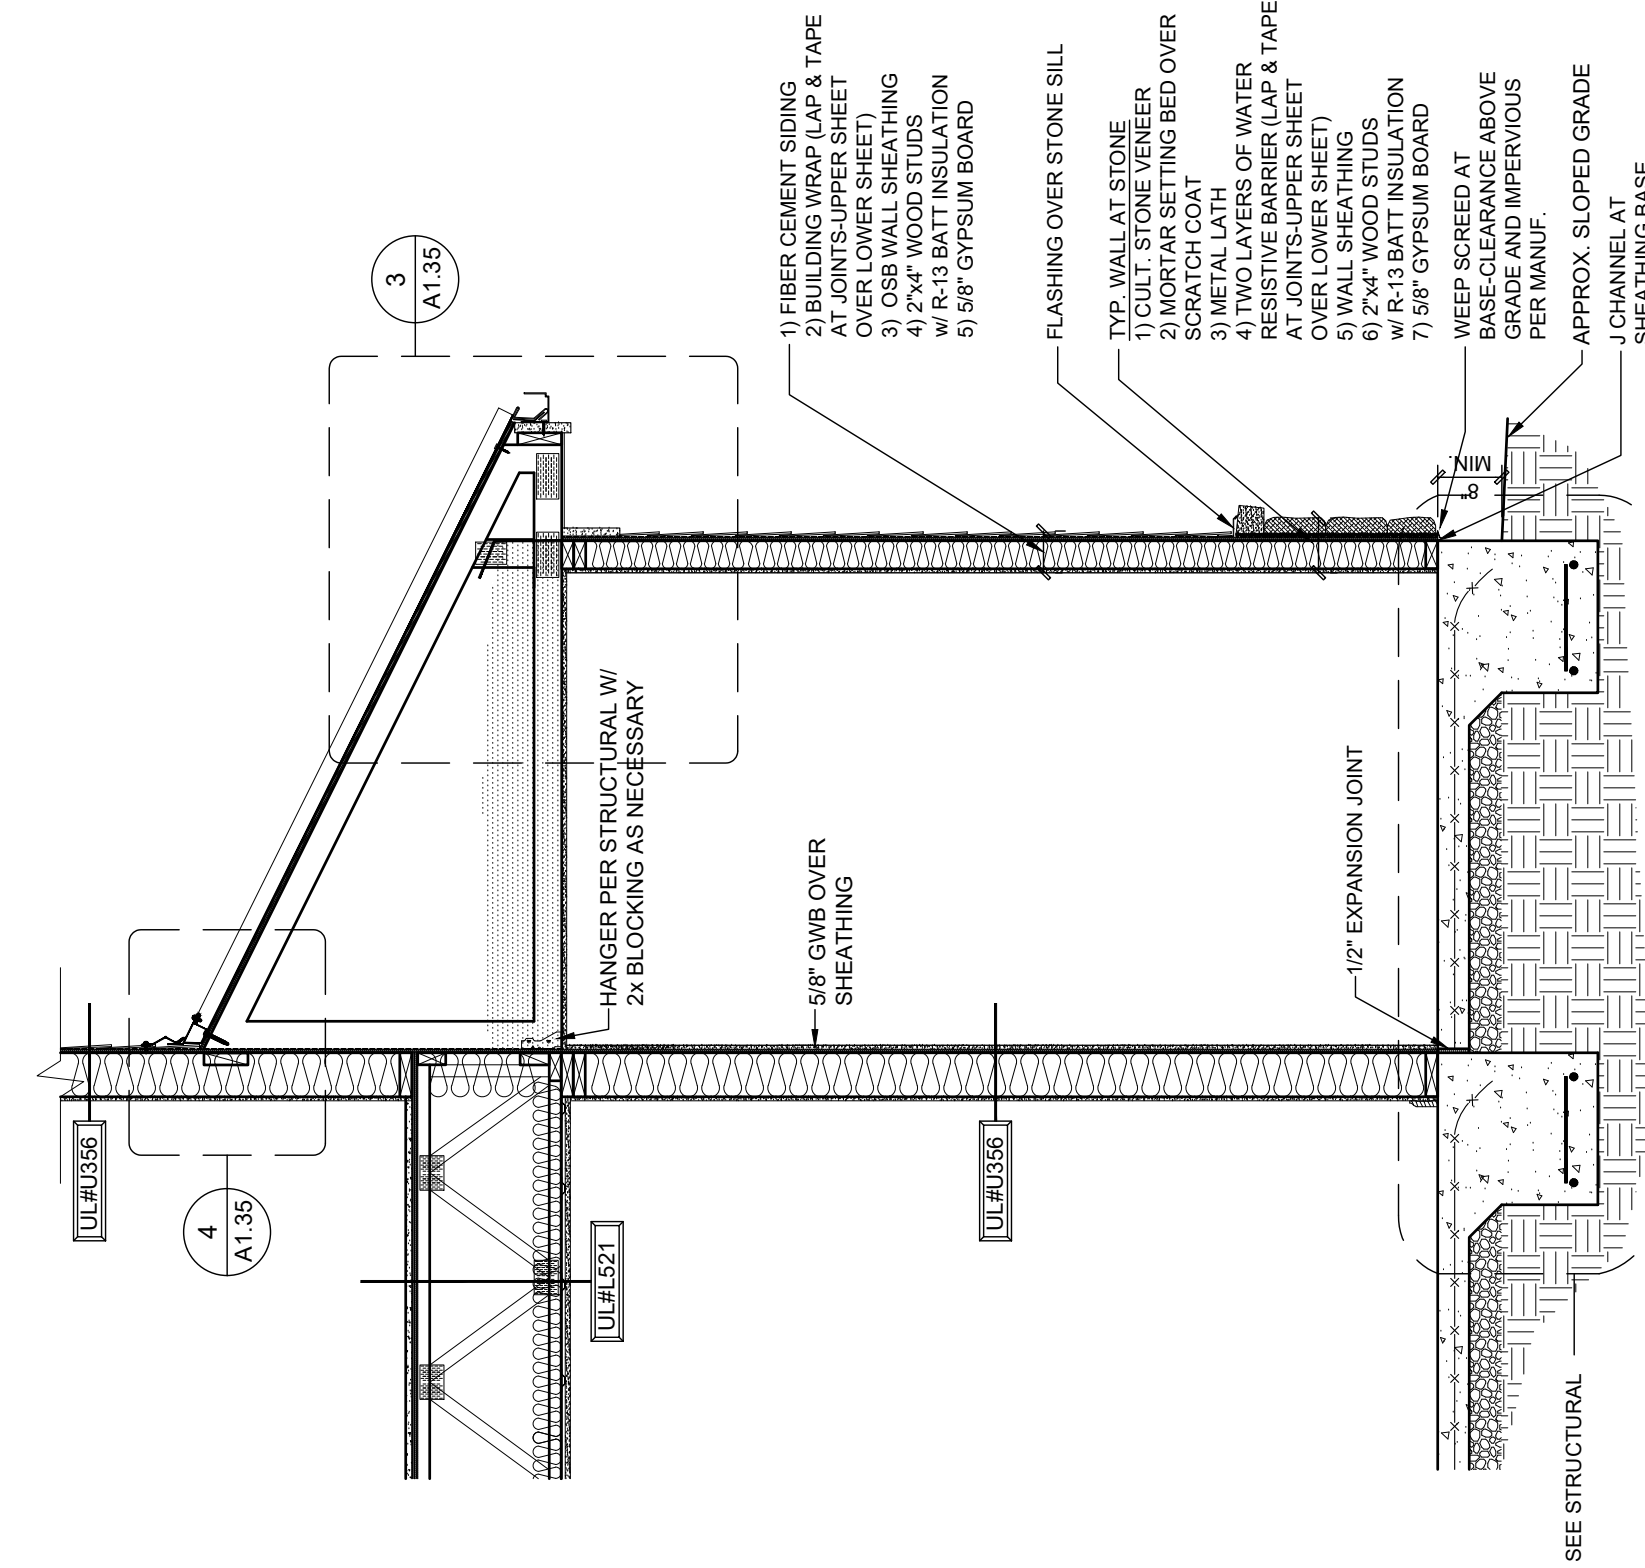 3
A1.35
1) FIBER CEMENT SIDING
2) BUILDING WRAP (LAP & TAPE
AT JOINTS-UPPER SHEET
OVER LOWER SHEET)
3) OSB WALL SHEATHING
4) 2"x4" WOOD STUDS
w/ R-13 BATT INSULATION
5) 5/8" GYPSUM BOARD
FLASHING OVER STONE SILL
TYP. WALL AT STONE
1) CULT. STONE VENEER
2) MORTAR SETTING BED OVER
SCRATCH COAT
3) METAL LATH
4) TWO LAYERS OF WATER
RESISTIVE BARRIER (LAP & TAPE
AT JOINTS-UPPER SHEET
OVER LOWER SHEET)
5) WALL SHEATHING
6) 2"x4" WOOD STUDS
w/ R-13 BATT INSULATION
7) 5/8" GYPSUM BOARD
WEEP SCREED AT
BASE-CLEARANCE ABOVE
GRADE AND IMPERVIOUS
PER MANUF.
APPROX. SLOPED GRADE
J CHANNEL AT
SHEATHING BASE
8"
MIN.
HANGER PER STRUCTURAL W/
2x BLOCKING AS NECESSARY
5/8" GWB OVER
SHEATHING
1/2" EXPANSION JOINT
UL#U356
4
A1.35
UL#L521
UL#U356
SEE STRUCTURAL